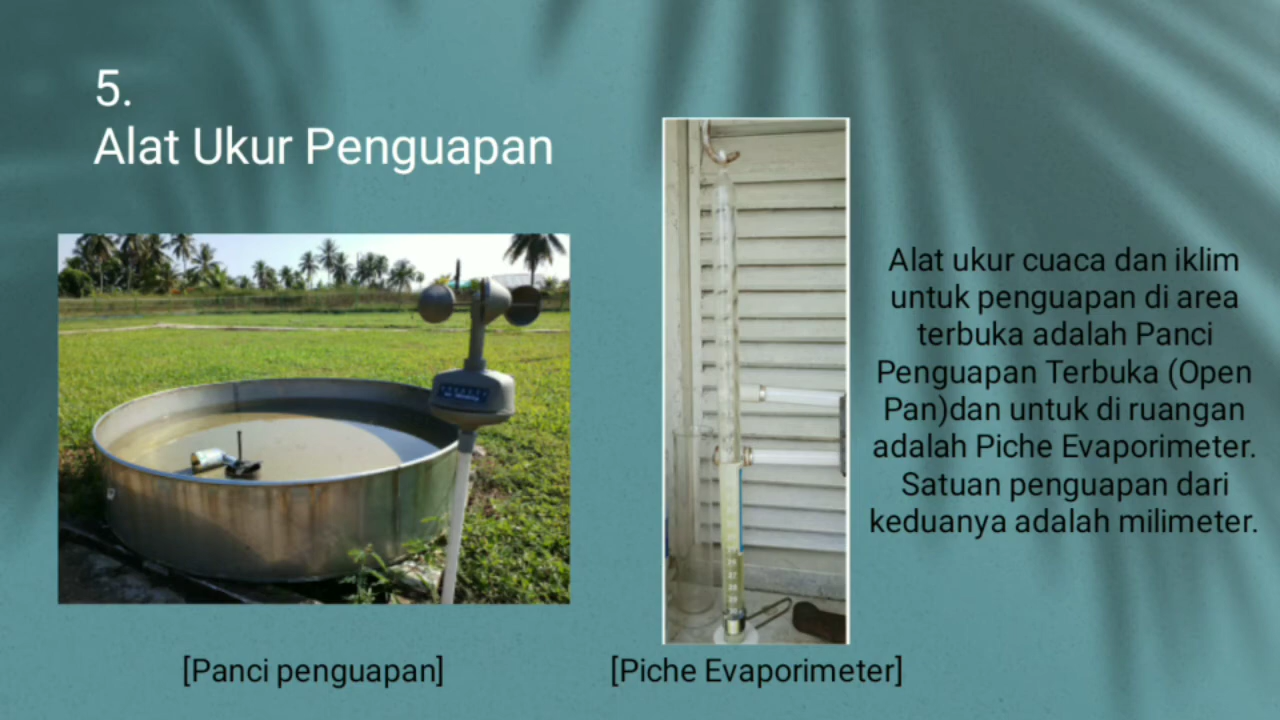 5.
Alat Ukur Penguapan
Alat ukur cuaca dan iklim
untuk penguapan di area
terbuka adalah Panci
Penguapan Terbuka (Open
Pan)dan untuk di ruangan
adalah Piche Evaporimeter.
Satuan penguapan dari
keduanya adalah milimeter.
[Panci penguapan]
[Piche Evaporimeter]